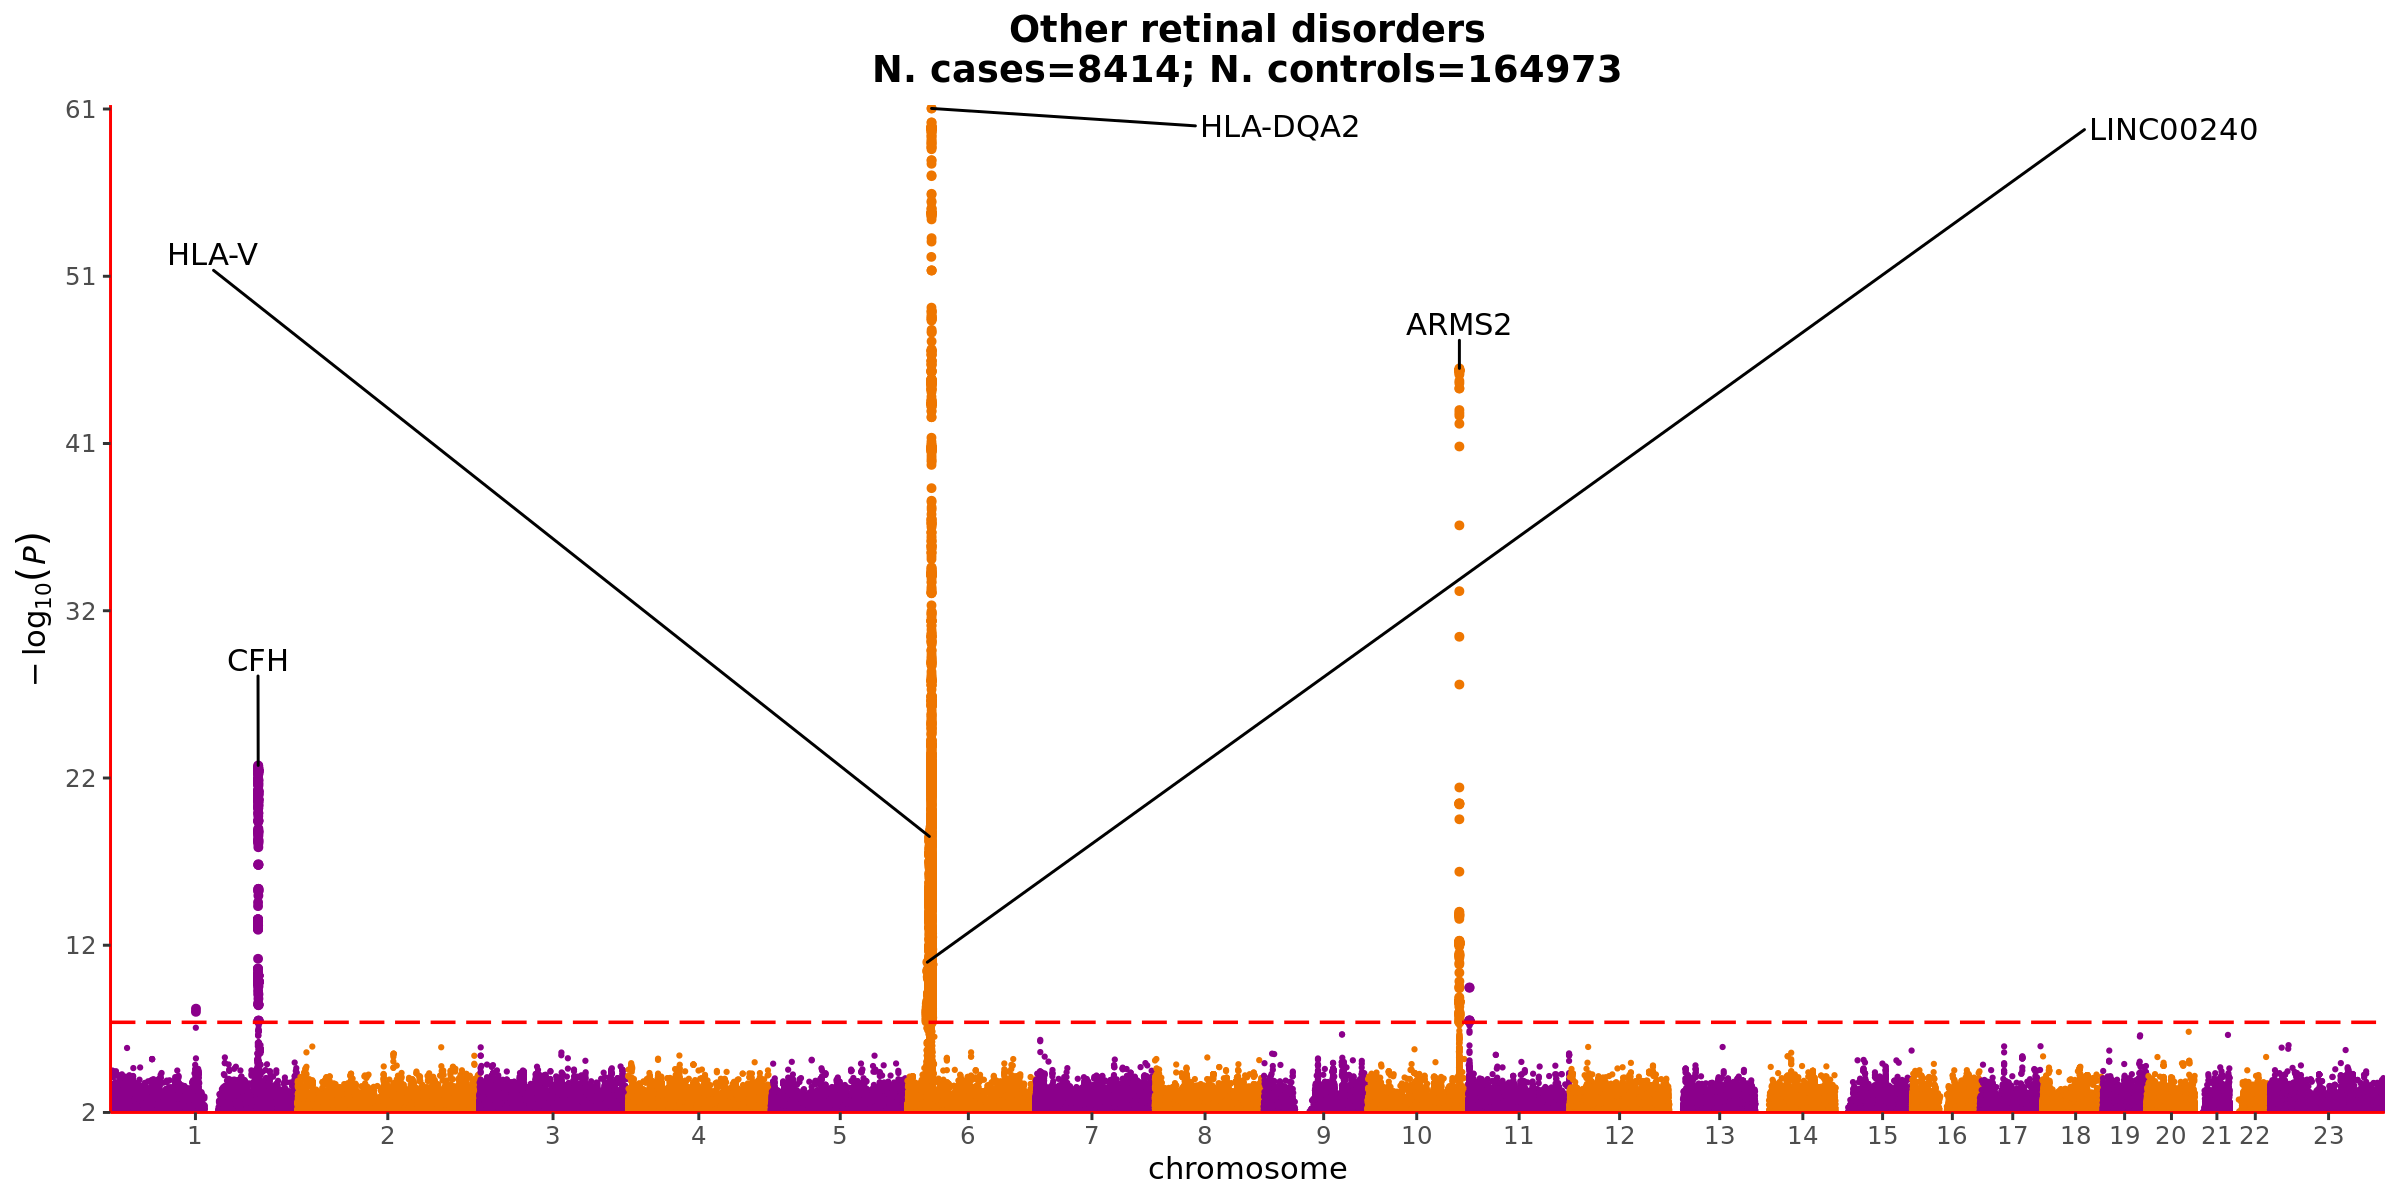 Other retinal disorders
N. cases=8414; N. controls=164973
61
51
41
32
22
12
2
−log10(P)
HLA-DQA2
LINC00240
HLA-V
ARMS2
CFH
1 2 3 4 5 6 7 8 9 10 11 12 13 14 15 16 17 18 19 20 21 22 23
chromosome